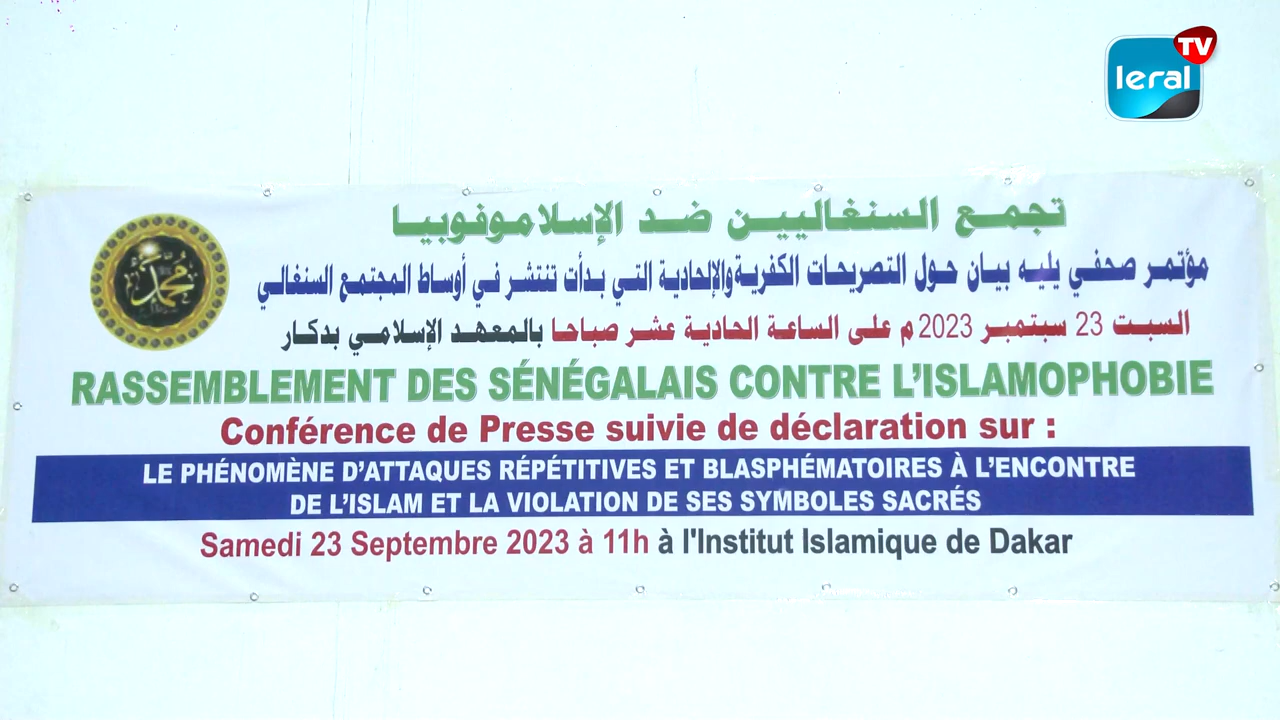 leral TV
تجمع السنغاليين ضد الإسلاموفوبيا
محمد
مؤتمر صحفي يليه بيان حول التصريحات الكفرية والإلحادية التي بدأت تنتشر في أوساط المجتمع السنغالي
السبت 23 سبتمبر 2023 م على الساعة الحادية عشر صباحا بالمعهد الإسلامي بدكار
RASSEMBLEMENT DES SÉNÉGALAIS CONTRE L'ISLAMOPHOBIE
Conférence de Presse suivie de déclaration sur :
LE PHÉNOMÈNE D'ATTAQUES RÉPÉTITIVES ET BLASPHÉMATOIRES À L'ENCONTRE
DE L'ISLAM ET LA VIOLATION DE SES SYMBOLES SACRÉS
Samedi 23 Septembre 2023 à 11h à l'Institut Islamique de Dakar